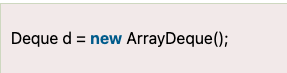 Deque d = new ArrayDeque();